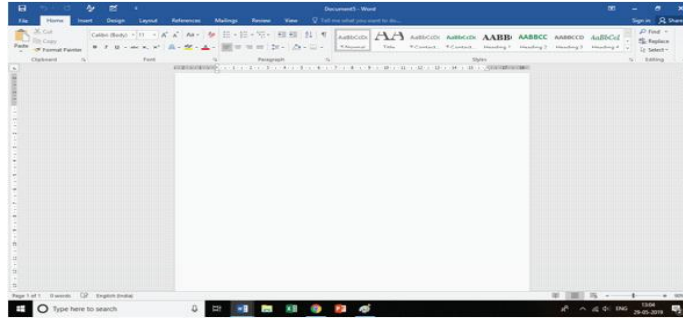 Document5 - Word
Sign in Share
File Home Insert Design Layout References Mailings Review View Tell me what you want to do...
Cut
Copy
Format Painter
Paste
Calibri (Body) 11
AaBbCcDc AaBbCcDc AaBbCcDc AABB AABBCC AABBCCD AaBbCcI
¶ Normal Title ¶ Contact... ¶ Contact... Heading 1 Heading 2 Heading 3 Heading 4
Find
Replace
Select
Clipboard Font Paragraph Styles Editing
Page 1 of 1 0 words English (India)
Type here to search
ENG
13:04
29-05-2019